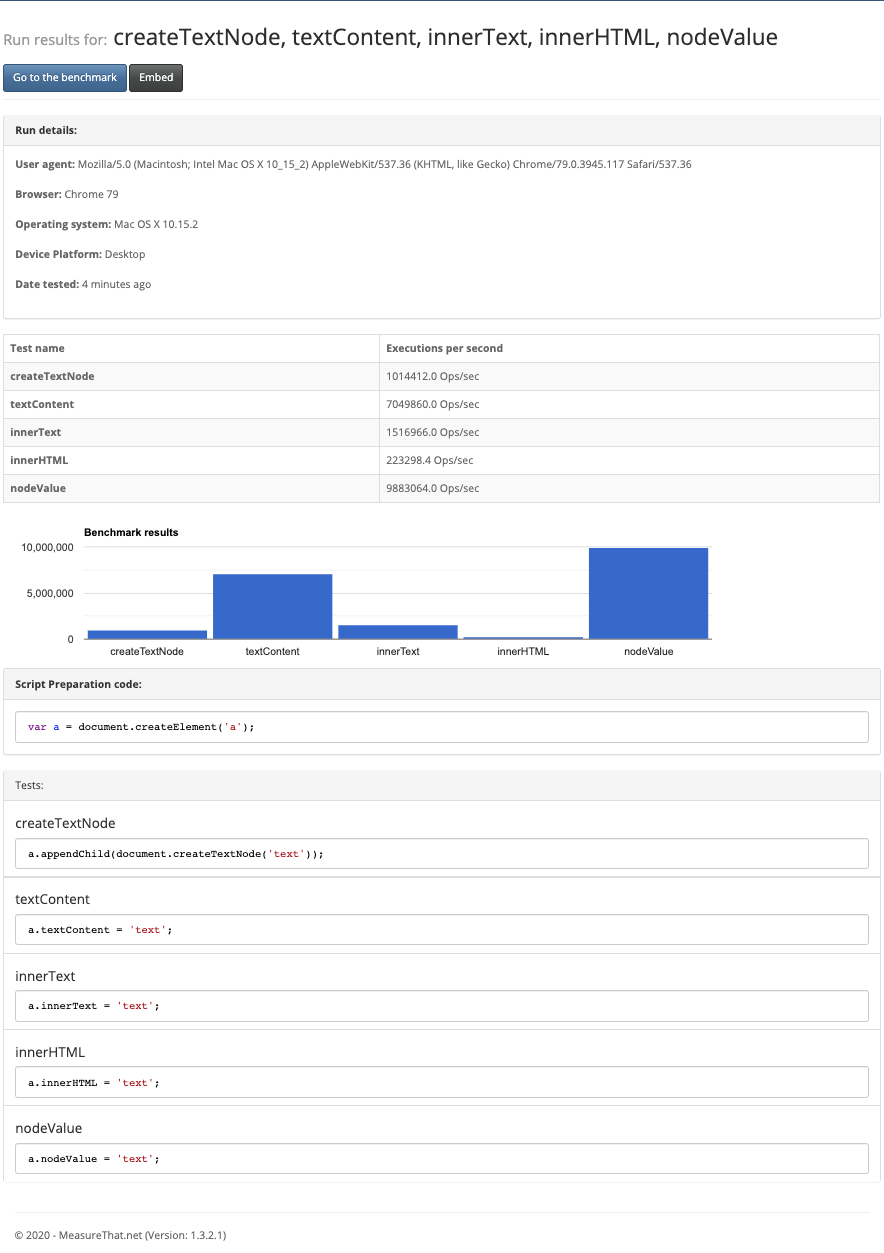 Run results for: createTextNode, textContent, innerText, innerHTML, nodeValue
Go to the benchmark Embed
Run details:
User agent: Mozilla/5.0 (Macintosh; Intel Mac OS X 10_15_2) AppleWebKit/537.36 (KHTML, like Gecko) Chrome/79.0.3945.117 Safari/537.36
Browser: Chrome 79
Operating system: Mac OS X 10.15.2
Device Platform: Desktop
Date tested: 4 minutes ago
Test name Executions per second
createTextNode 1014412.0 Ops/sec
textContent 7049860.0 Ops/sec
innerText 1516966.0 Ops/sec
innerHTML 223298.4 Ops/sec
nodeValue 9883064.0 Ops/sec
Benchmark results
10,000,000
5,000,000
0
createTextNode textContent innerText innerHTML nodeValue
Script Preparation code:
var a = document.createElement('a');
Tests:
createTextNode
a.appendChild(document.createTextNode('text'));
textContent
a.textContent = 'text';
innerText
a.innerText = 'text';
innerHTML
a.innerHTML = 'text';
nodeValue
a.nodeValue = 'text';
© 2020 - MeasureThat.net (Version: 1.3.2.1)